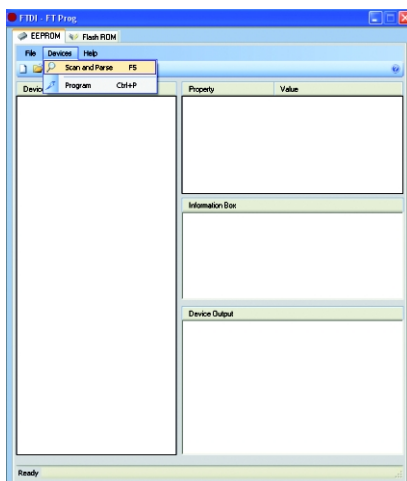 FTDI - FT Prog
EEPROM Flash ROM
File Devices Help
Scan and Parse F5
Program Ctrl+P
Devic
Property Value
Information Box
Device Output
Ready